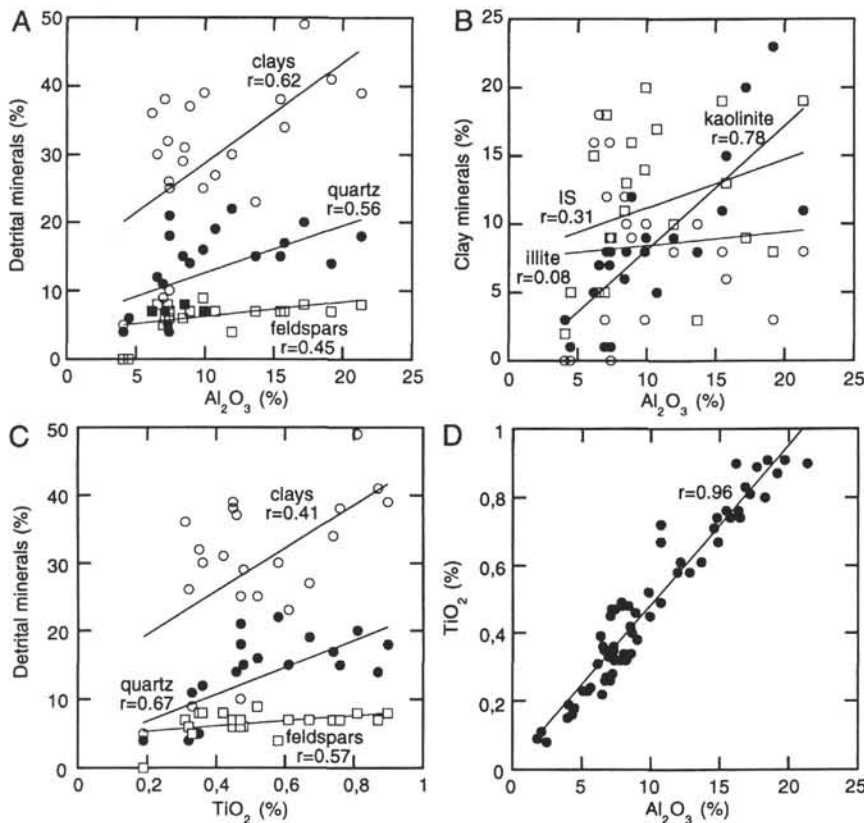 A
50
40
30
20
10
0
Detrital minerals (%)
clays
r=0.62
quartz
r=0.56
feldspars
r=0.45
0 5 10 15 20 25
Al₂O₃ (%)
B
25
20
15
10
5
0
Clay minerals (%)
kaolinite
r=0.78
IS
r=0.31
illite
r=0.08
0 5 10 15 20 25
Al₂O₃ (%)
C
50
40
30
20
10
0
Detrital minerals (%)
clays
r=0.41
quartz
r=0.67
feldspars
r=0.57
0 0,2 0,4 0,6 0,8 1
TiO₂ (%)
D
1
0,8
0,6
0,4
0,2
0
TiO₂ (%)
r=0.96
0 5 10 15 20 25
Al₂O₃ (%)